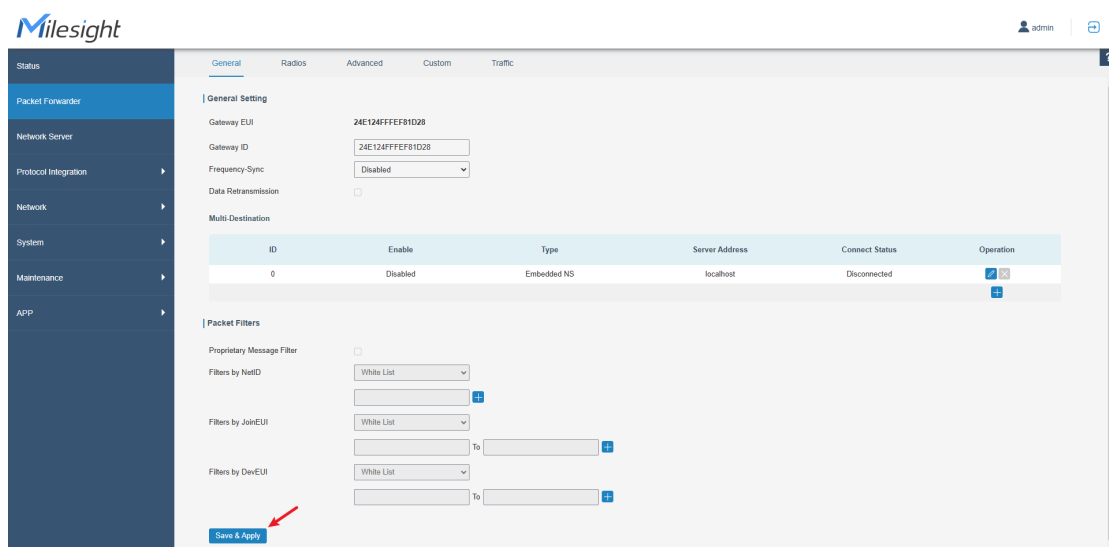 Milesight
admin
Status
Packet Forwarder
Network Server
Protocol Integration
Network
System
Maintenance
APP
General Radios Advanced Custom Traffic
?
General Setting
Gateway EUI 24E124FFFEF81D28
Gateway ID 24E124FFFEF81D28
Frequency-Sync Disabled
Data Retransmission
Multi-Destination
ID Enable Type Server Address Connect Status Operation
0 Disabled Embedded NS localhost Disconnected
Packet Filters
Proprietary Message Filter
Filters by NetID White List
Filters by JoinEUI White List
To
Filters by DevEUI White List
To
Save & Apply